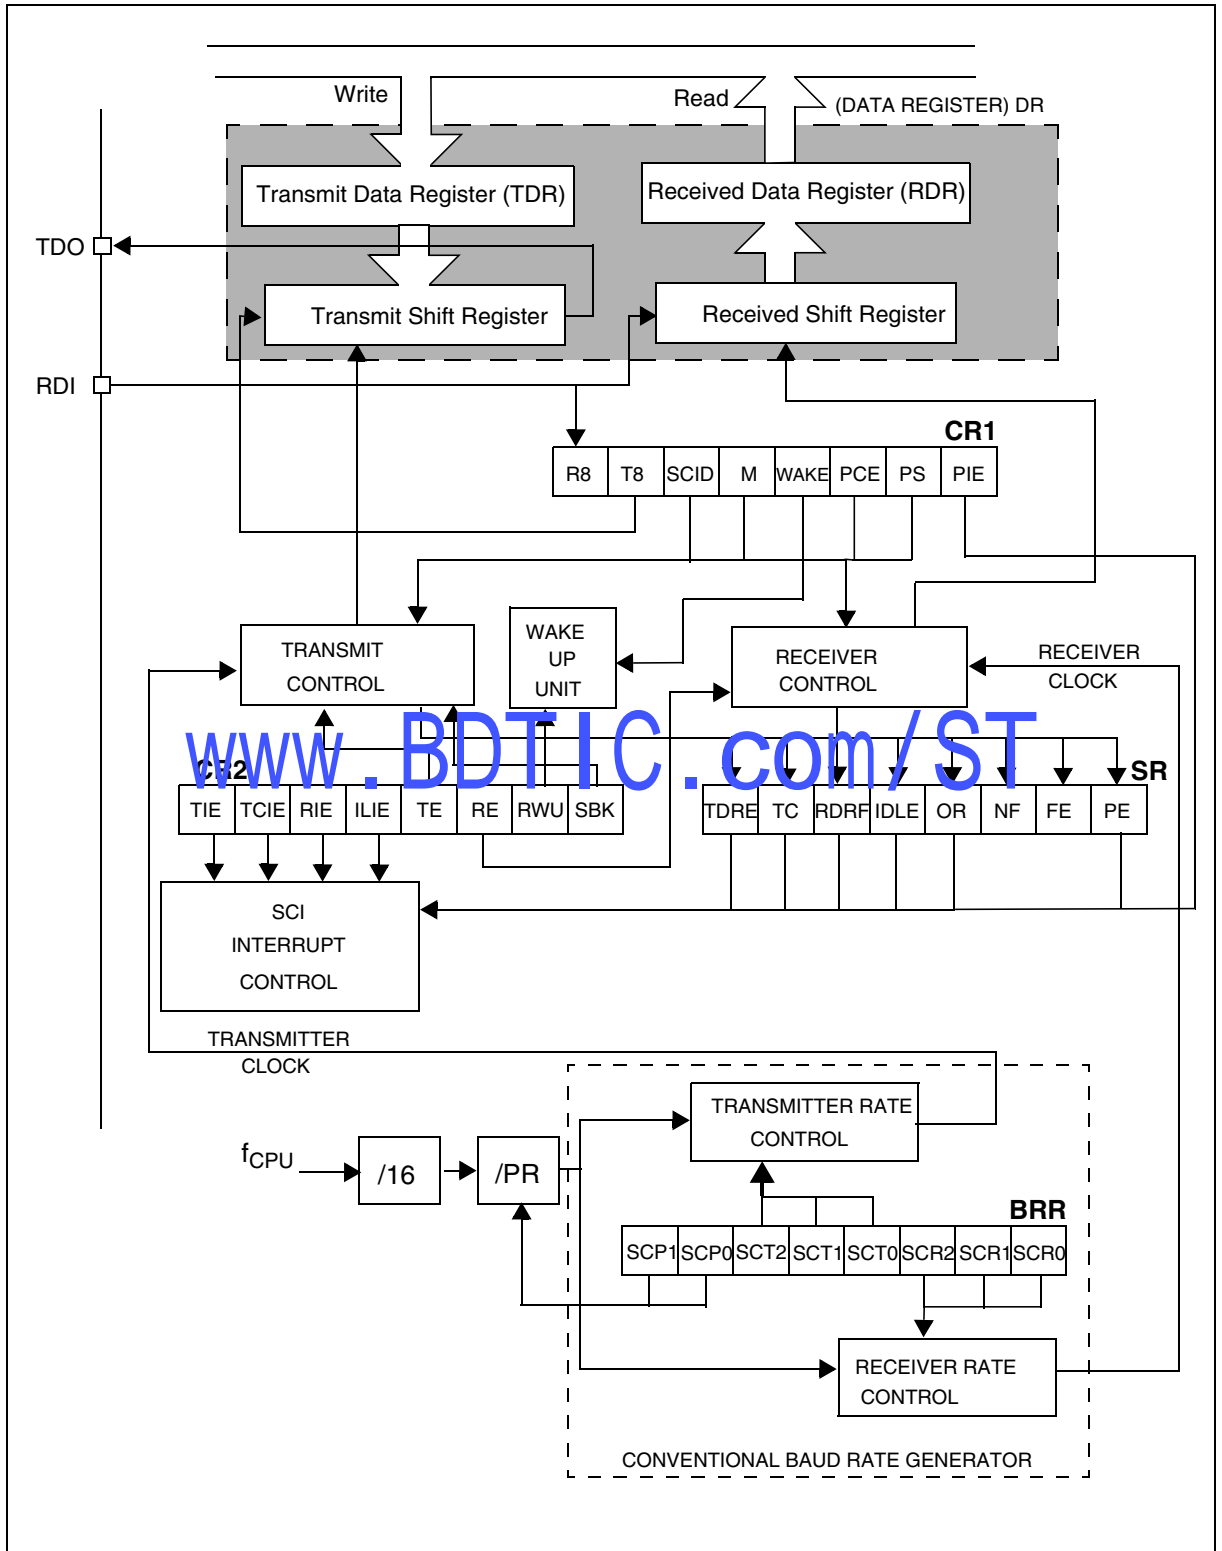 Write
Read
(DATA REGISTER) DR
Transmit Data Register (TDR)
Received Data Register (RDR)
TDO
Transmit Shift Register
Received Shift Register
RDI
CR1
R8 T8 SCID M WAKE PCE PS PIE
TRANSMIT
CONTROL
WAKE
UP
UNIT
RECEIVER
CONTROL
RECEIVER
CLOCK
www.BDTIC.com/ST
CR2
SR
TIE TCIE RIE ILIE TE RE RWU SBK
TDRE TC RDRF IDLE OR NF FE PE
SCI
INTERRUPT
CONTROL
TRANSMITTER
CLOCK
TRANSMITTER RATE
CONTROL
fCPU
/16
/PR
BRR
SCP1 SCP0 SCT2 SCT1 SCT0 SCR2 SCR1 SCR0
RECEIVER RATE
CONTROL
CONVENTIONAL BAUD RATE GENERATOR